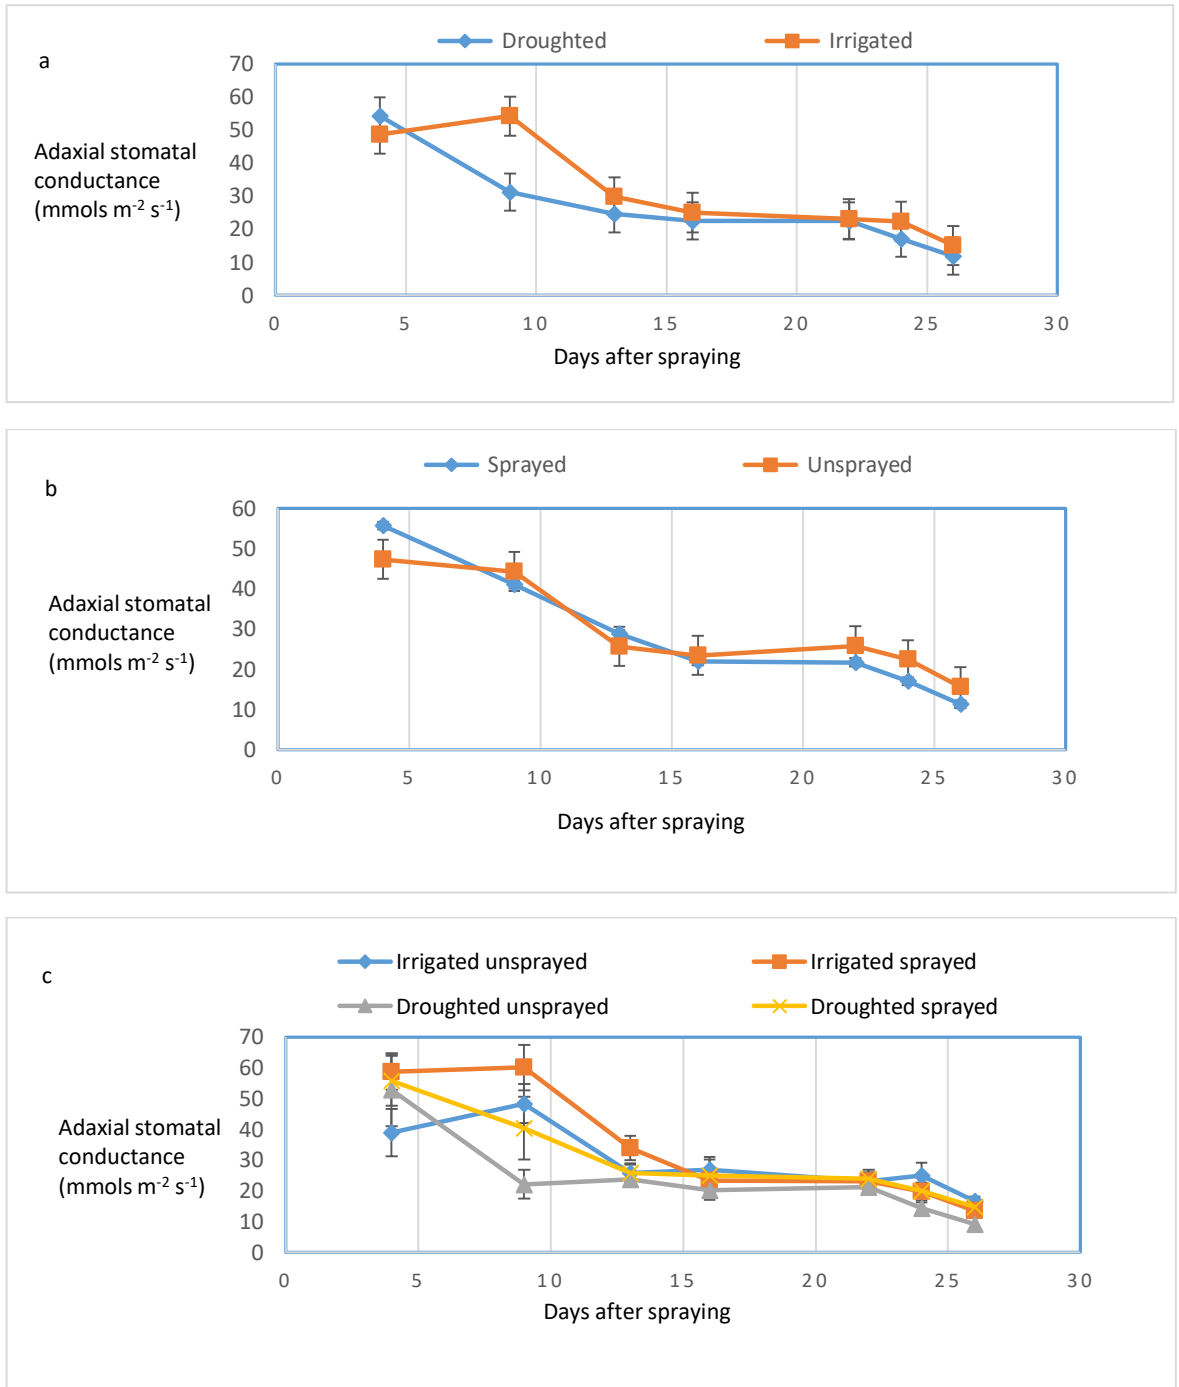 Droughted Irrigated
a
70
60
50
40
30
20
10
0
Adaxial stomatal
conductance
(mmols m⁻² s⁻¹)
0 5 10 15 20 25 30
Days after spraying
Sprayed Unsprayed
b
60
50
40
30
20
10
0
Adaxial stomatal
conductance
(mmols m⁻² s⁻¹)
0 5 10 15 20 25 30
Days after spraying
Irrigated unsprayed Irrigated sprayed
c
Droughted unsprayed Droughted sprayed
70
60
50
40
30
20
10
0
Adaxial stomatal
conductance
(mmols m⁻² s⁻¹)
0 5 10 15 20 25 30
Days after spraying